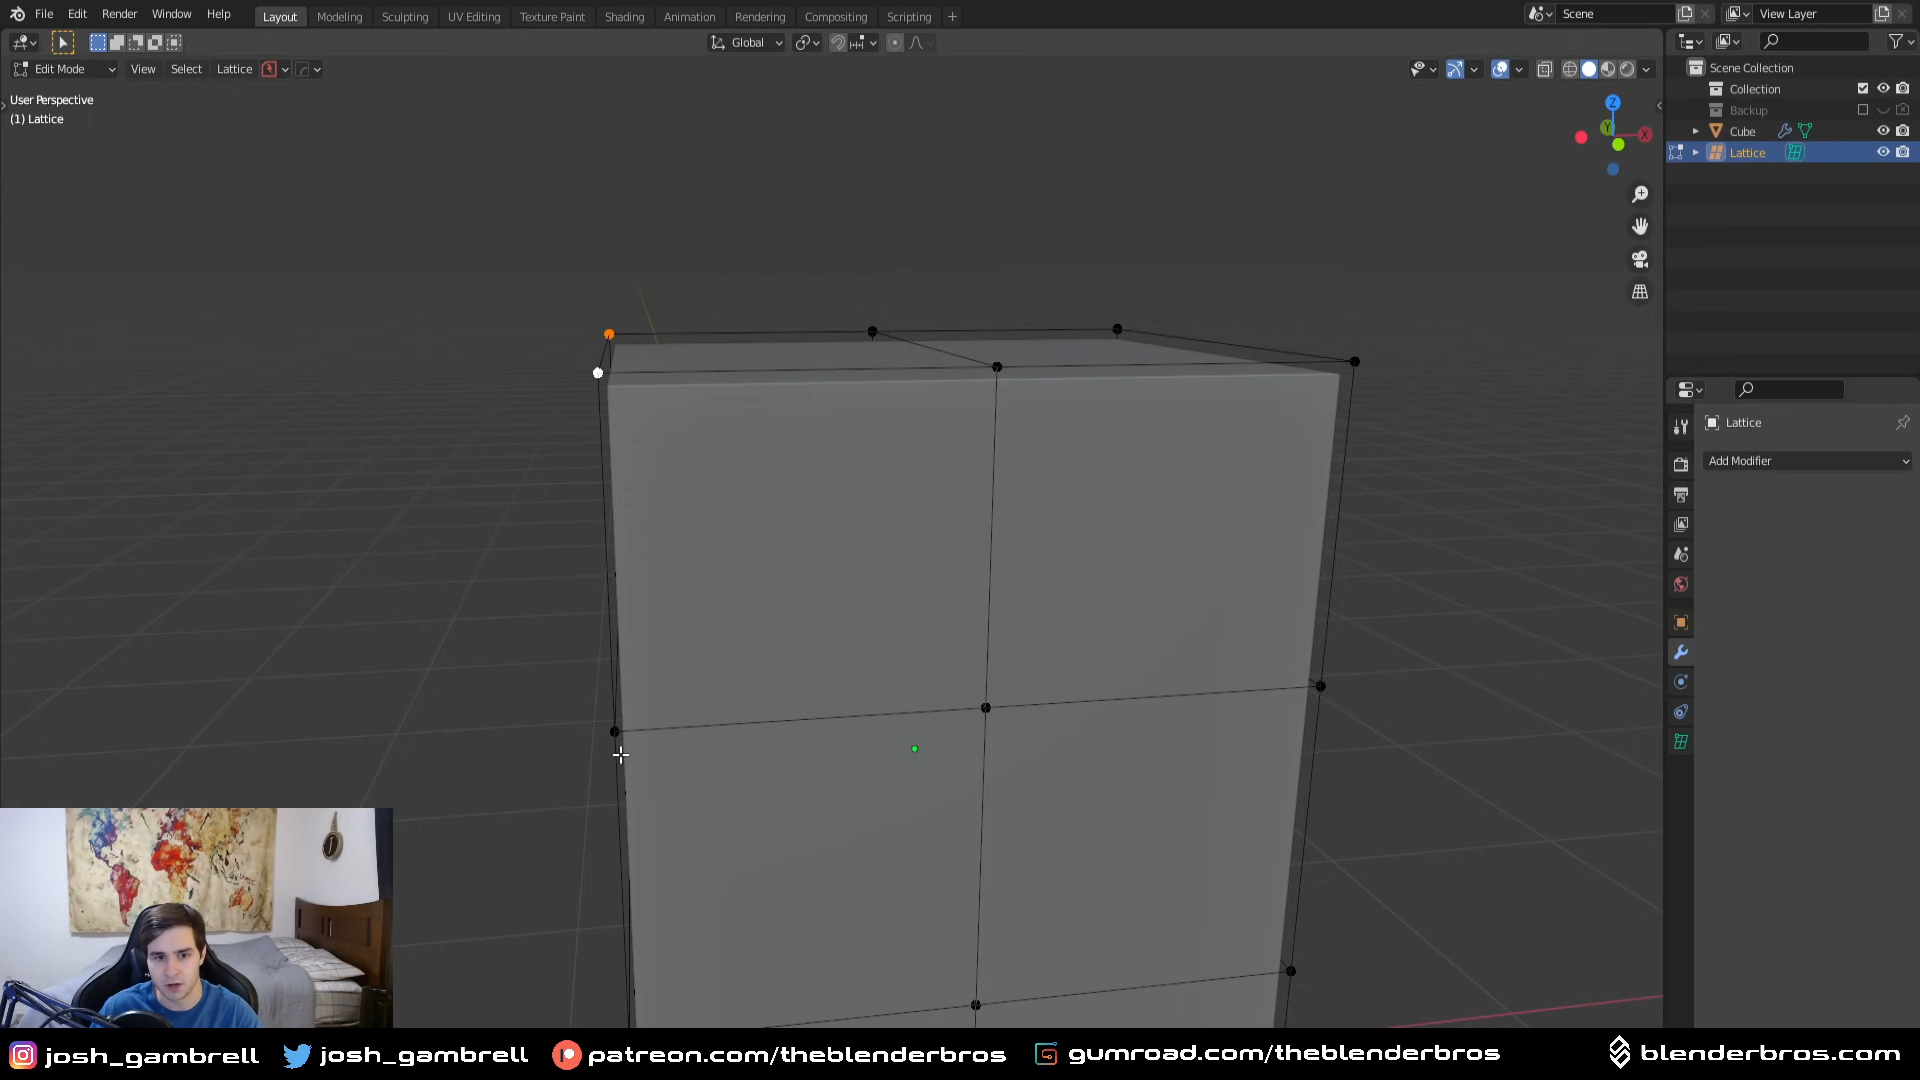 File Edit Render Window Help Layout Modeling Sculpting UV Editing Texture Paint Shading Animation Rendering Compositing Scripting + Scene View Layer
Global
Edit Mode View Select Lattice
User Perspective
(1) Lattice
Z
Y
X
Scene Collection
Collection
Backup
Cube
Lattice
Lattice
Add Modifier
josh_gambrell josh_gambrell patreon.com/theblenderbros gumroad.com/theblenderbros blenderbros.com